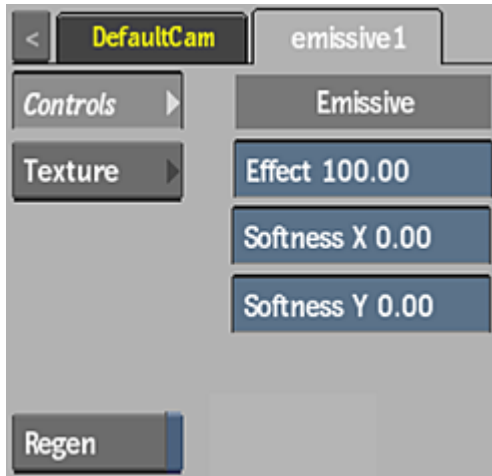 < DefaultCam emissive1
Controls Emissive
Texture Effect 100.00
Softness X 0.00
Softness Y 0.00
Regen